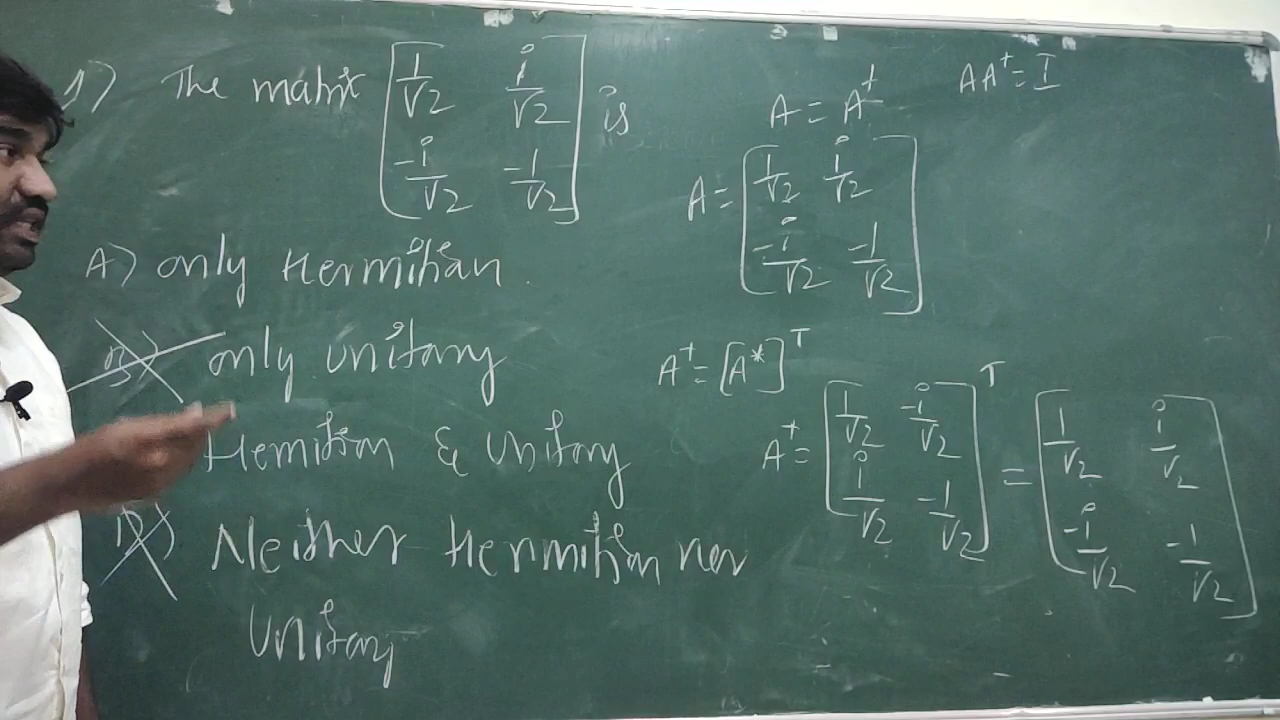 1) The matrix [1/√2 i/√2
-i/√2 -1/√2] is
A) only Hermitian.
B) only unitary
Hemitian & Unitary
D) Neither Hermitian nor
Unitary
A = A†
AA† = I
A = [1/√2 i/√2
-i/√2 -1/√2]
A† = [A*]ᵀ
A† = [1/√2 -i/√2
i/√2 -1/√2]ᵀ = [1/√2 i/√2
-i/√2 -1/√2]